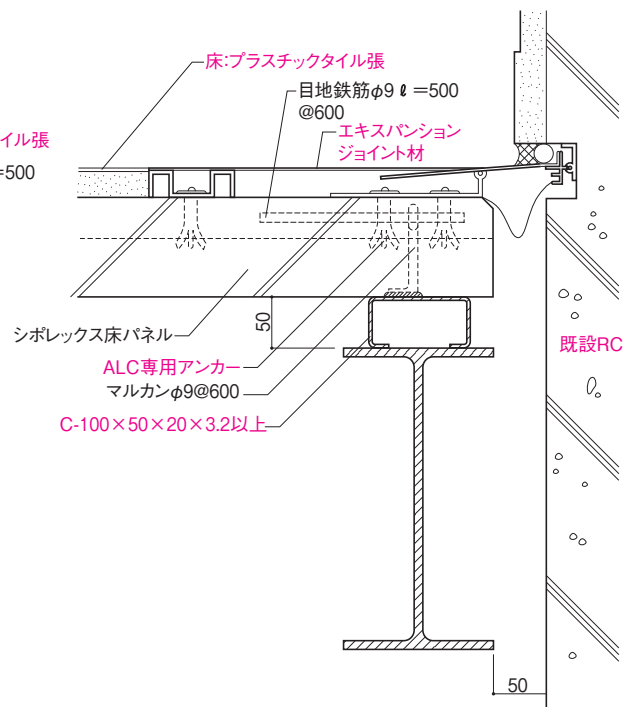 床:プラスチックタイル張
目地鉄筋φ9 ℓ =500
@600
エキスパンション
ジョイント材
イル張
=500
シポレックス床パネル
50
ALC専用アンカー
マルカンφ9@600
C-100×50×20×3.2以上
既設RC
50